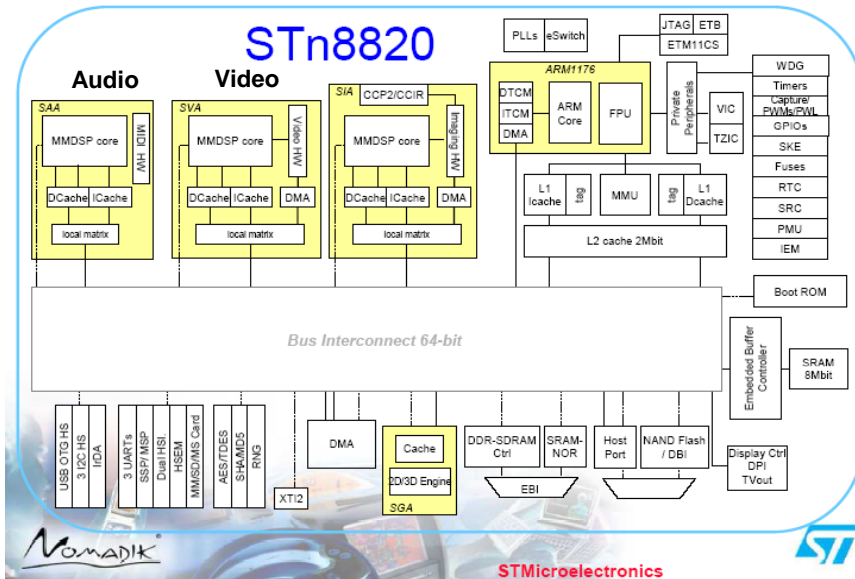 STn8820
PLLs
eSwitch
JTAG
ETB
ETM11CS
Audio
Video
SAA
MMDSP core
MIDI HW
DCache
ICache
local matrix
SVA
MMDSP core
Video HW
DCache
ICache
DMA
local matrix
SIA
CCP2/CCIR
MMDSP core
Imaging HW
DCache
ICache
DMA
local matrix
ARM1176
DTCM
ITCM
DMA
ARM
Core
FPU
Private
Peripherals
VIC
TZIC
WDG
Timers
Capture/
PWMs/PWL
GPIOs
SKE
Fuses
RTC
SRC
PMU
IEM
L1
Icache
tag
MMU
tag
L1
Dcache
L2 cache 2Mbit
Bus Interconnect 64-bit
Boot ROM
Embedded Buffer
Controller
SRAM
8Mbit
USB OTG HS
3 I2C HS
IrDA
3 UARTs
SSP/ MSP
Dual HSI.
HSEM
MM/SD/MS Card
AES/TDES
SHA/MD5
RNG
XTI2
DMA
Cache
2D/3D Engine
SGA
DDR-SDRAM
Ctrl
SRAM-
NOR
EBI
Host
Port
NAND Flash
/ DBI
Display Ctrl
DPI
TVout
NOMADIK
STMicroelectronics
ST